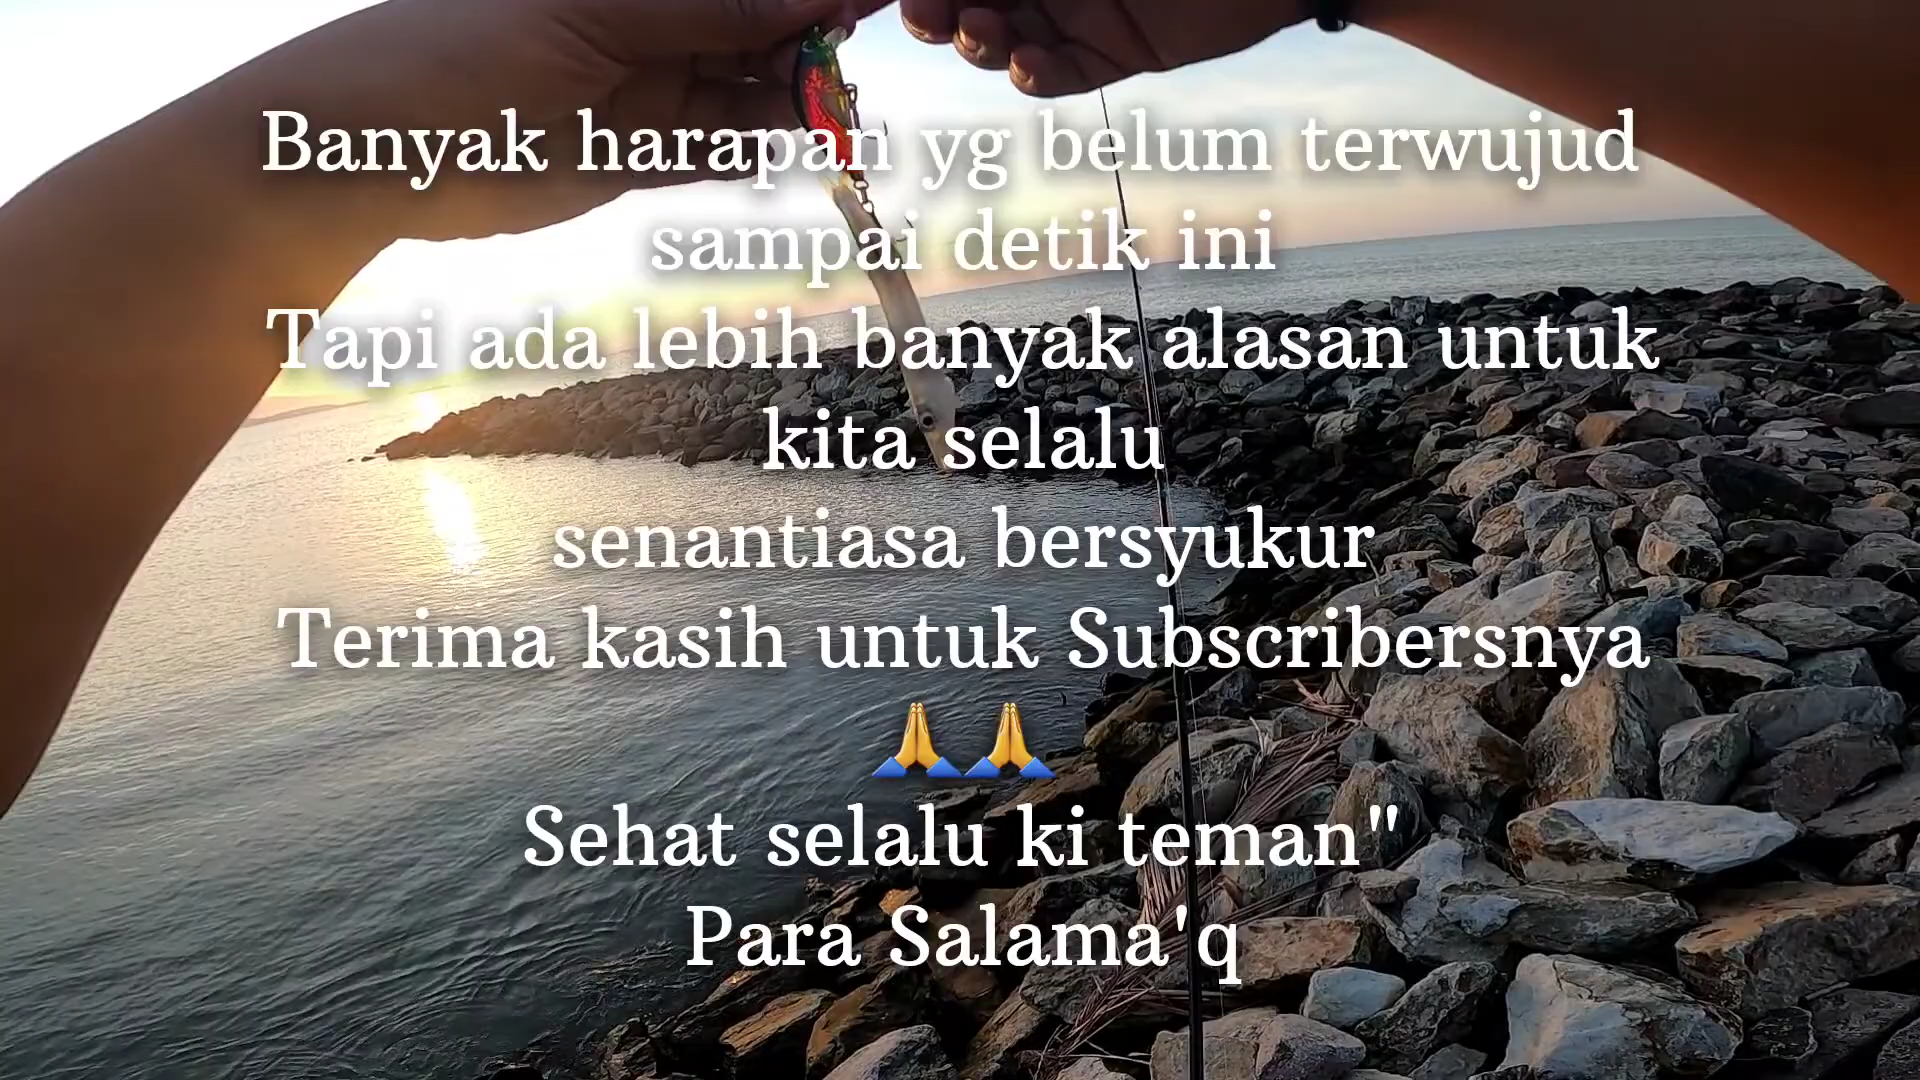 Banyak harapan yg belum terwujud
sampai detik ini
Tapi ada lebih banyak alasan untuk
kita selalu
senantiasa bersyukur
Terima kasih untuk Subscribersnya
🙏🙏
Sehat selalu ki teman"
Para Salama'q